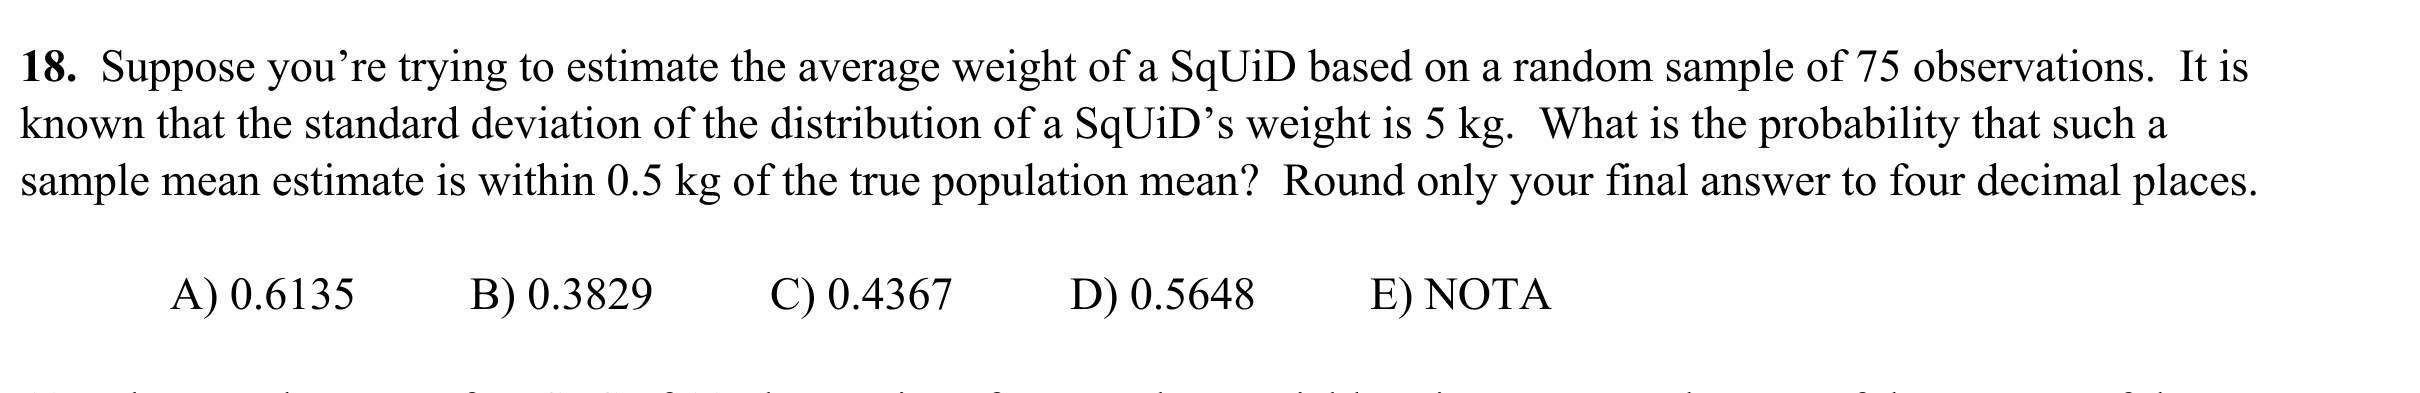 18. Suppose you’re trying to estimate the average weight of a SqUiD based on a random sample of 75 observations. It is
known that the standard deviation of the distribution of a SqUiD’s weight is 5 kg. What is the probability that such a
sample mean estimate is within 0.5 kg of the true population mean? Round only your final answer to four decimal places.
A) 0.6135 B) 0.3829 C) 0.4367 D) 0.5648 E) NOTA